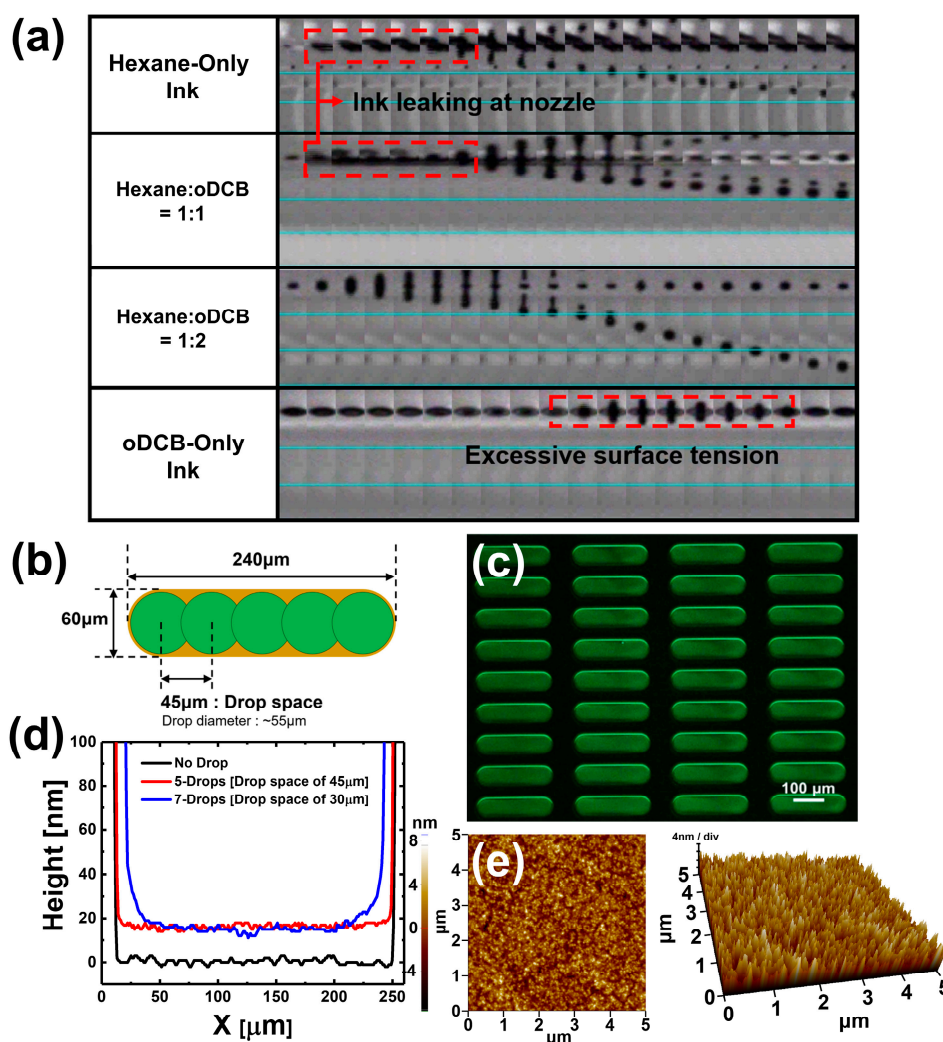 (a)
Hexane-Only
Ink
Ink leaking at nozzle
Hexane:oDCB
= 1:1
Hexane:oDCB
= 1:2
oDCB-Only
Ink
Excessive surface tension
(b)
240μm
60μm
45μm : Drop space
Drop diameter : ~55μm
(c)
100 μm
(d)
100
80
60
40
20
0
Height [nm]
No Drop
5-Drops [Drop space of 45μm]
7-Drops [Drop space of 30μm]
0 50 100 150 200 250
X [μm]
nm
8
0
-4
(e)
5
4
3
2
1
0
μm
0 1 2 3 4 5
μm
4nm / div
5
4
3
2
1
0
μm
0 1 2 3 4 5
μm